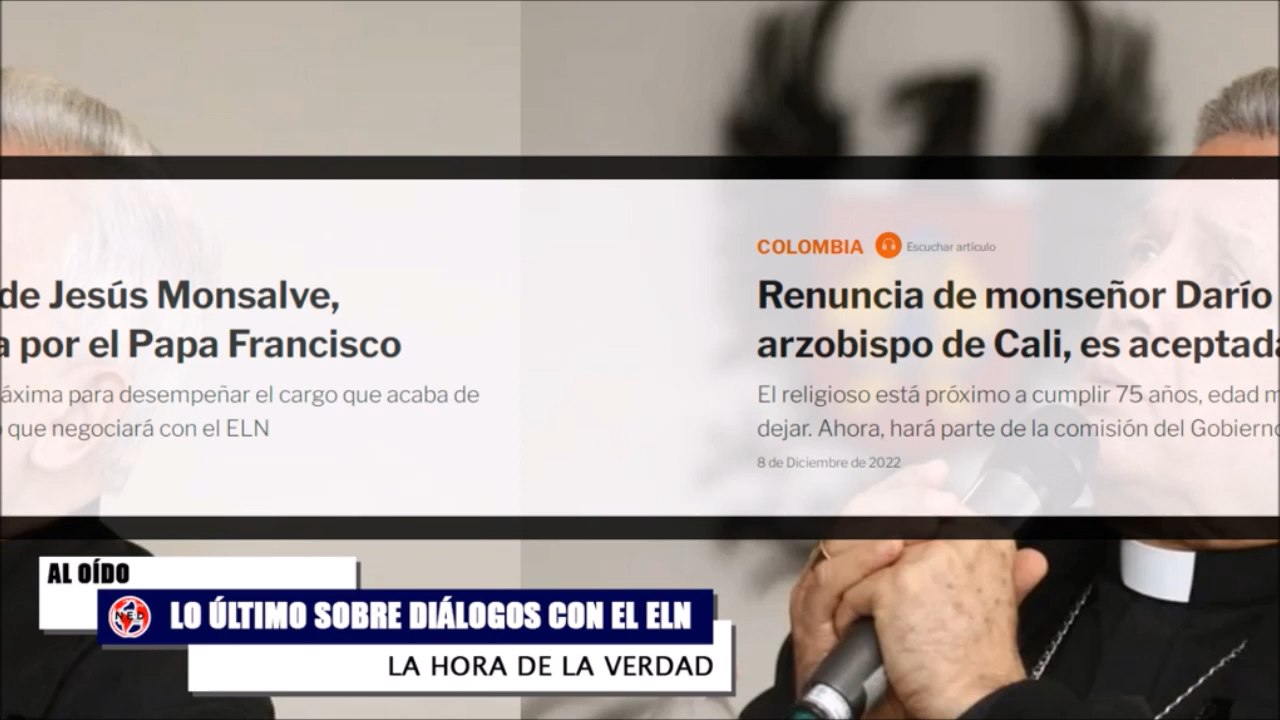 COLOMBIA Escuchar artículo
de Jesús Monsalve,
a por el Papa Francisco
áxima para desempeñar el cargo que acaba de
que negociará con el ELN
Renuncia de monseñor Darío
arzobispo de Cali, es aceptada
El religioso está próximo a cumplir 75 años, edad m
dejar. Ahora, hará parte de la comisión del Gobierno
8 de Diciembre de 2022
AL OÍDO
LO ÚLTIMO SOBRE DIÁLOGOS CON EL ELN
LA HORA DE LA VERDAD